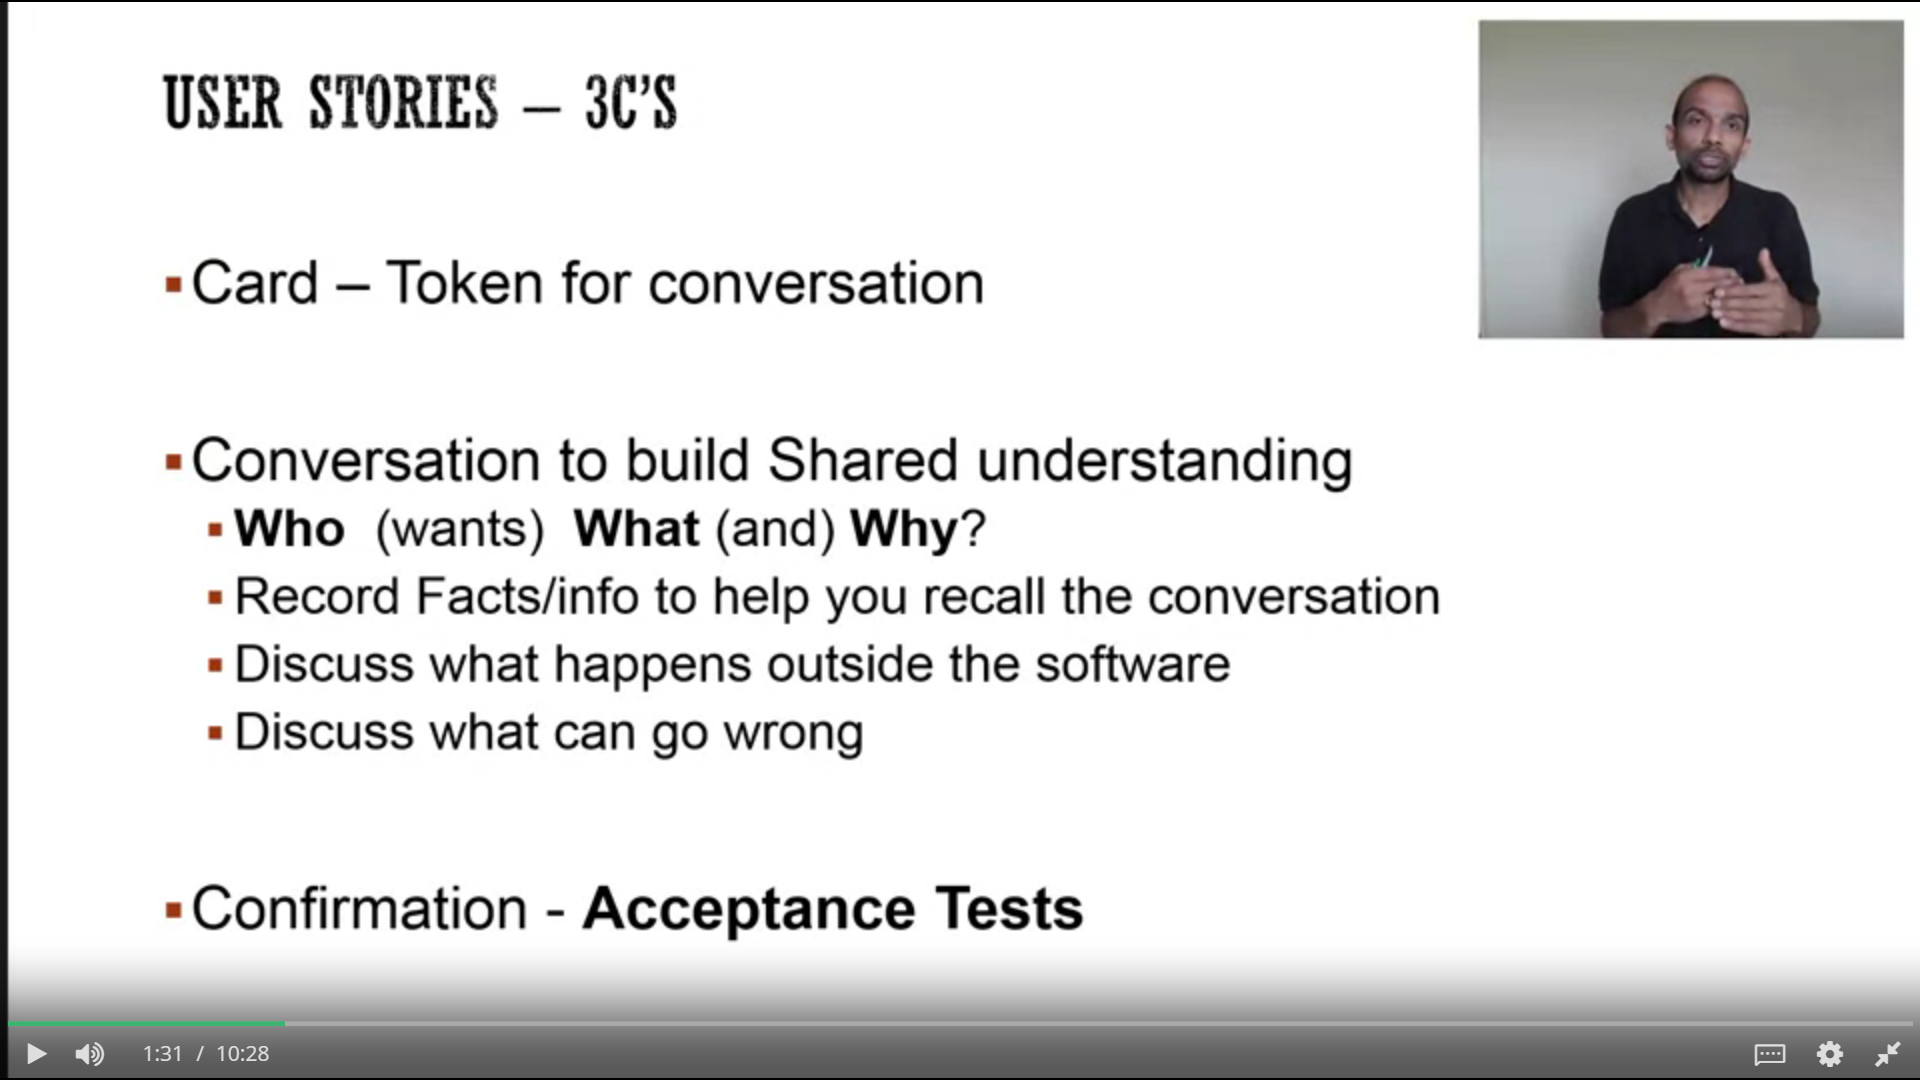 USER STORIES – 3C'S
Card – Token for conversation
Conversation to build Shared understanding
Who (wants) What (and) Why?
Record Facts/info to help you recall the conversation
Discuss what happens outside the software
Discuss what can go wrong
Confirmation - Acceptance Tests
1:31 / 10:28